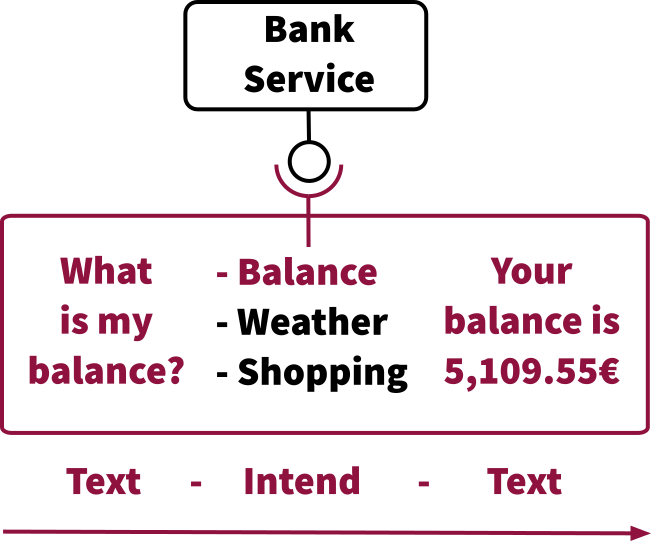 Bank
Service
What
is my
balance?
- Balance
- Weather
- Shopping
Your
balance is
5,109.55€
Text - Intend - Text